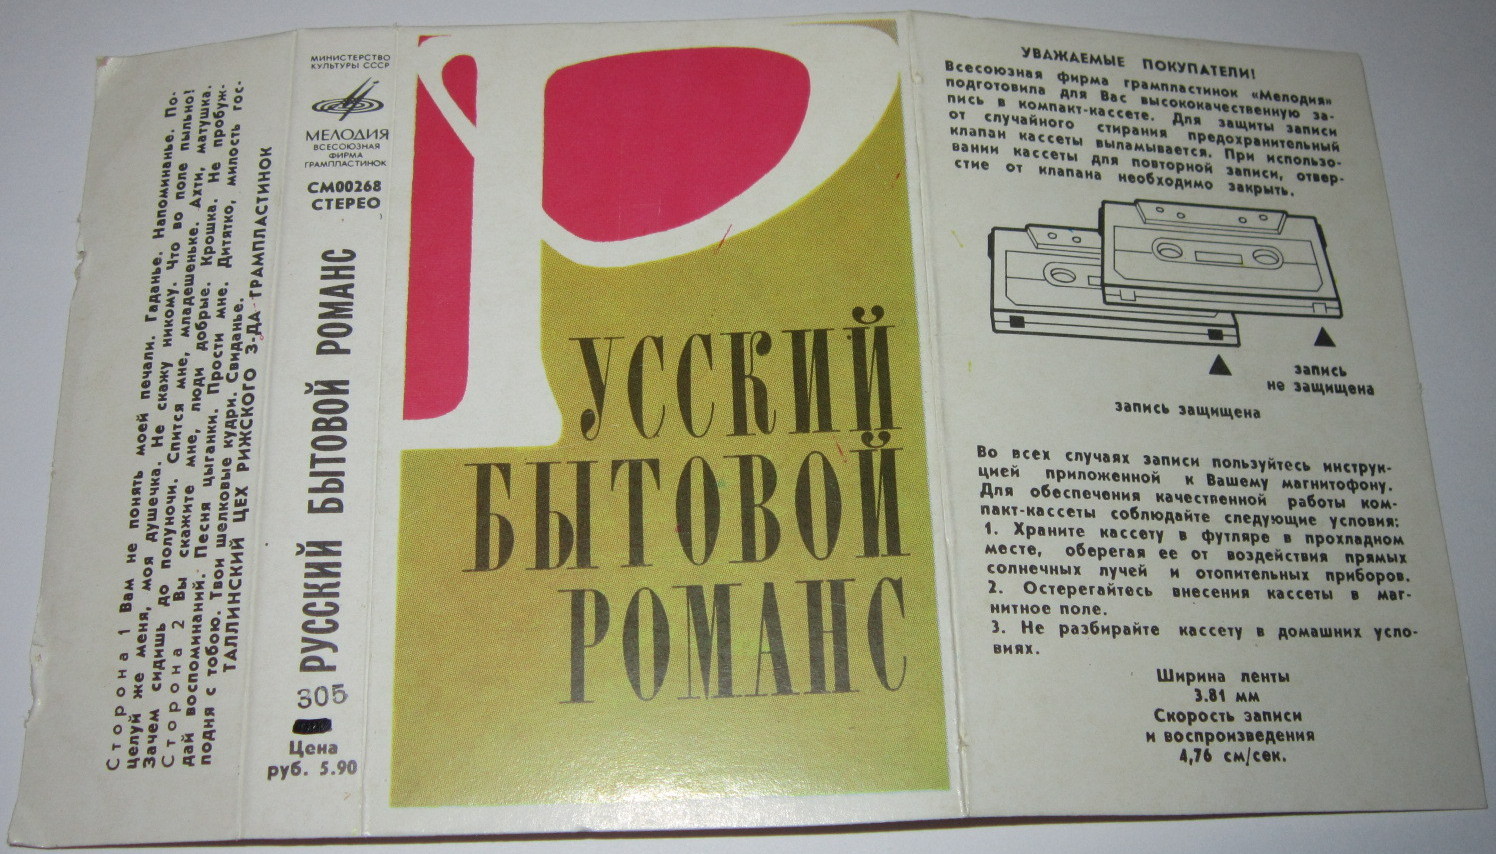 Сторона 1 Вам не понять моей печали. Гаданье. Напоминанье. По-
целуй же меня, моя душечка. Не скажу никому. Что во поле пыльно!
Зачем сидишь до полуночи. Спится мне, младешеньке. Ахти, матушка.
Сторона 2 Вы скажите мне, люди добрые. Крошка. Не пробуж-
дай воспоминаний. Песня цыганки. Прости мне. Дитятко, милость гос-
подня с тобою. Твои шелковые кудри. Свиданье.
ТАЛЛИНСКИЙ ЦЕХ РИЖСКОГО З-ДА ГРАМПЛАСТИНОК
МИНИСТЕРСТВО
КУЛЬТУРЫ СССР
МЕЛОДИЯ
ВСЕСОЮЗНАЯ
ФИРМА
ГРАМПЛАСТИНОК
СМ00268
СТЕРЕО
РУССКИЙ БЫТОВОЙ РОМАНС
305
Цена
руб. 5.90
РУССКИЙ
БЫТОВОЙ
РОМАНС
УВАЖАЕМЫЕ ПОКУПАТЕЛИ!
Всесоюзная фирма грампластинок «Мелодия»
подготовила для Вас высококачественную за-
пись в компакт-кассете. Для защиты записи
от случайного стирания предохранительный
клапан кассеты выламывается. При использо-
вании кассеты для повторной записи, отвер-
стие от клапана необходимо закрыть.
запись
не защищена
запись защищена
Во всех случаях записи пользуйтесь инструк-
цией приложенной к Вашему магнитофону.
Для обеспечения качественной работы ком-
пакт-кассеты соблюдайте следующие условия:
1. Храните кассету в футляре в прохладном
месте, оберегая ее от воздействия прямых
солнечных лучей и отопительных приборов.
2. Остерегайтесь внесения кассеты в маг-
нитное поле.
3. Не разбирайте кассету в домашних усло-
виях.
Ширина ленты
3.81 мм
Скорость записи
и воспроизведения
4,76 см/сек.